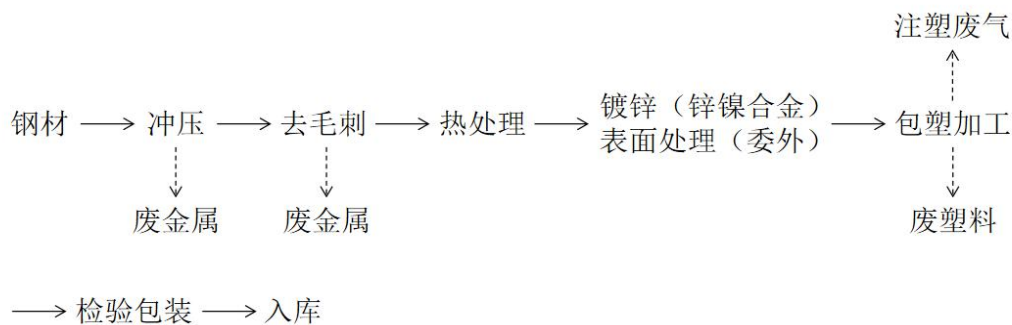 注塑废气
钢材 冲压 去毛刺 热处理 镀锌（锌镍合金） 包塑加工
表面处理（委外）
废金属 废金属 废塑料
检验包装 入库